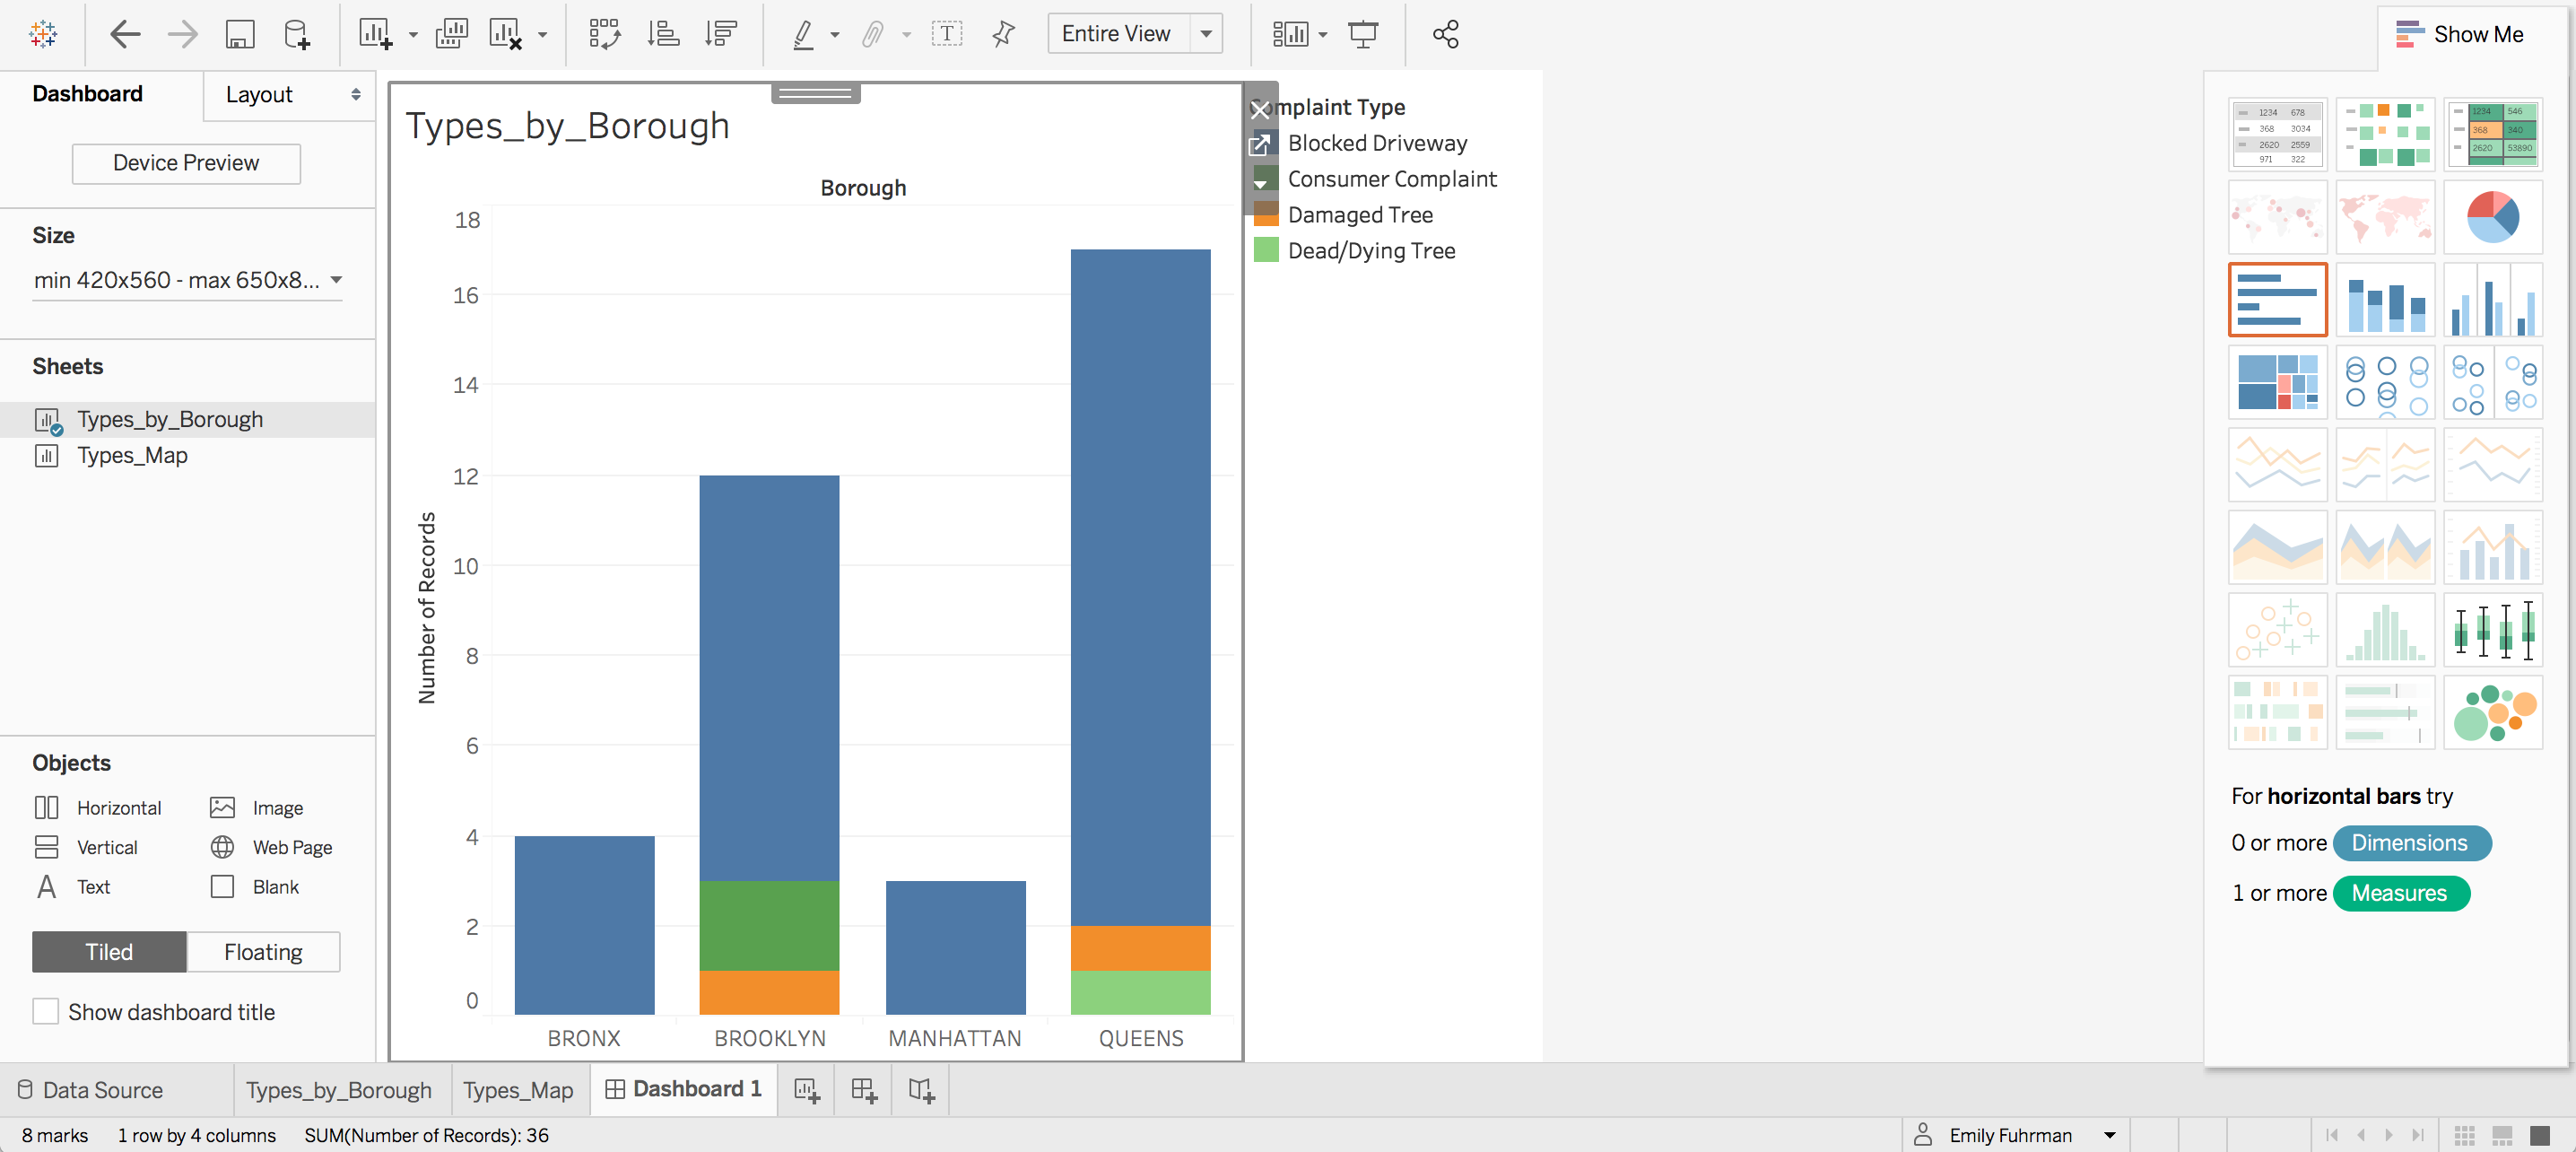 Entire View
Show Me
Dashboard
Layout
Device Preview
Size
min 420x560 - max 650x8...
Sheets
Types_by_Borough
Types_Map
Objects
Horizontal
Image
Vertical
Web Page
Text
Blank
Tiled
Floating
Show dashboard title
Types_by_Borough
Borough
Number of Records
18
16
14
12
10
8
6
4
2
0
BRONX
BROOKLYN
MANHATTAN
QUEENS
Complaint Type
Blocked Driveway
Consumer Complaint
Damaged Tree
Dead/Dying Tree
1234 678
368 3034
2620 2559
971 322
1234 546
368 340
2620 53890
For horizontal bars try
0 or more Dimensions
1 or more Measures
Data Source
Types_by_Borough
Types_Map
Dashboard 1
8 marks
1 row by 4 columns
SUM(Number of Records): 36
Emily Fuhrman